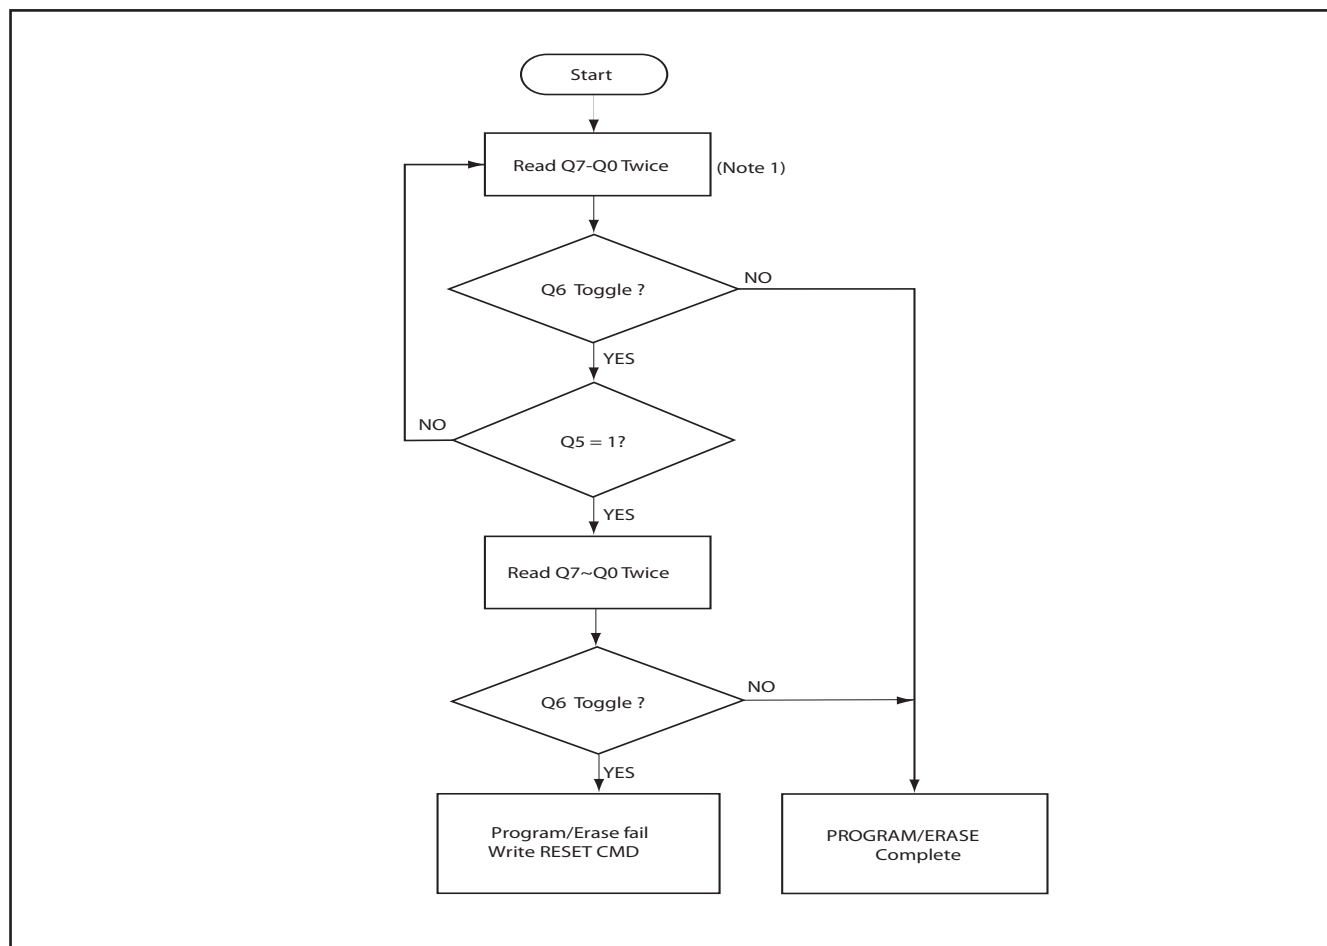 Start
Read Q7-Q0 Twice
(Note 1)
Q6 Toggle ?
NO
YES
NO
Q5 = 1?
YES
Read Q7~Q0 Twice
Q6 Toggle ?
NO
YES
Program/Erase fail
Write RESET CMD
PROGRAM/ERASE
Complete